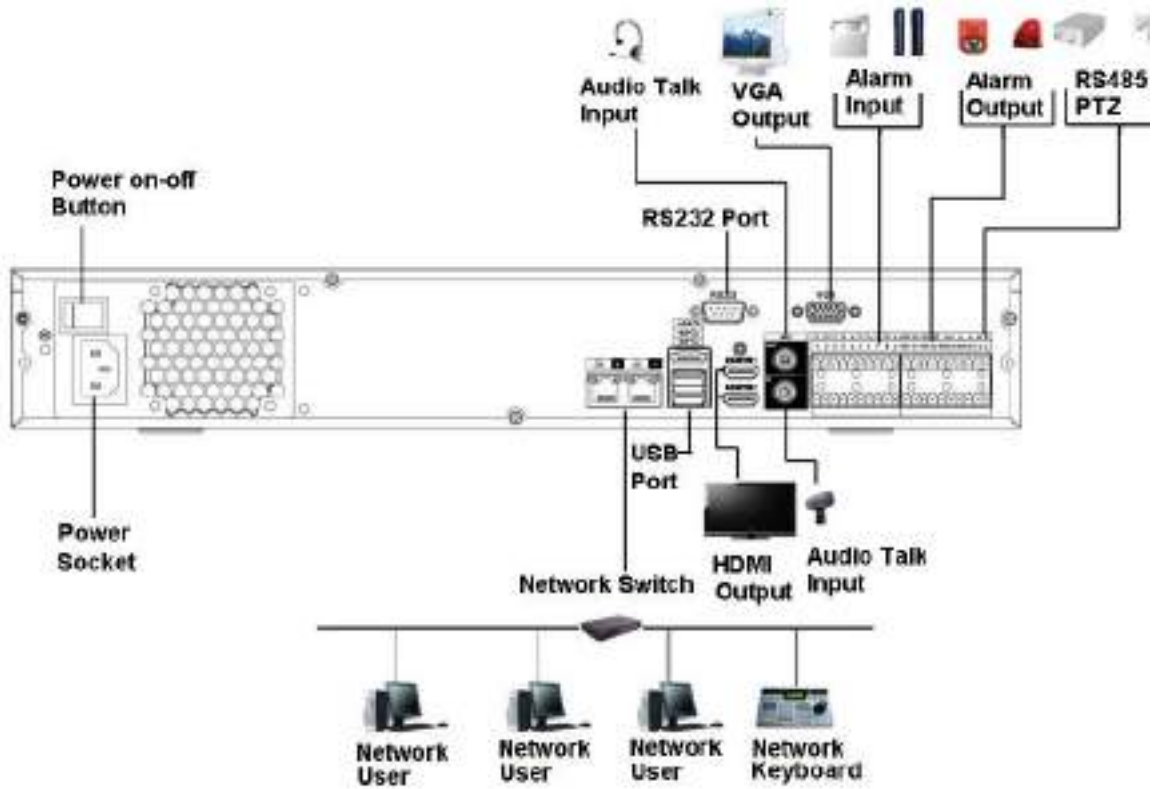 Audio Talk
Input
VGA
Output
Alarm
Input
Alarm
Output
RS485
PTZ
Power on-off
Button
RS232 Port
USB
Port
Power
Socket
HDMI
Output
Audio Talk
Input
Network Switch
Network
User
Network
User
Network
User
Network
Keyboard